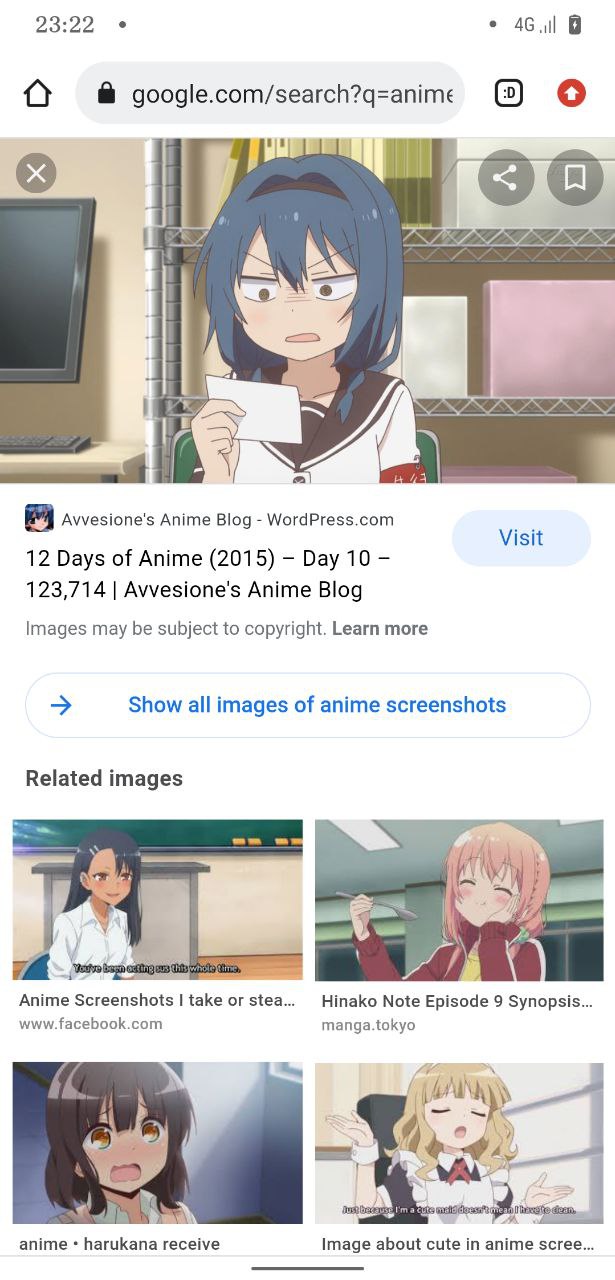 23:22
4G
google.com/search?q=anime
:D
Avvesione's Anime Blog - WordPress.com
12 Days of Anime (2015) – Day 10 –
123,714 | Avvesione's Anime Blog
Visit
Images may be subject to copyright. Learn more
Show all images of anime screenshots
Related images
You've been acting sus this whole time.
Anime Screenshots I take or stea...
www.facebook.com
Hinako Note Episode 9 Synopsis...
manga.tokyo
Just because I'm a cute maid doesn't mean I have to clean.
anime • harukana receive
Image about cute in anime scree...